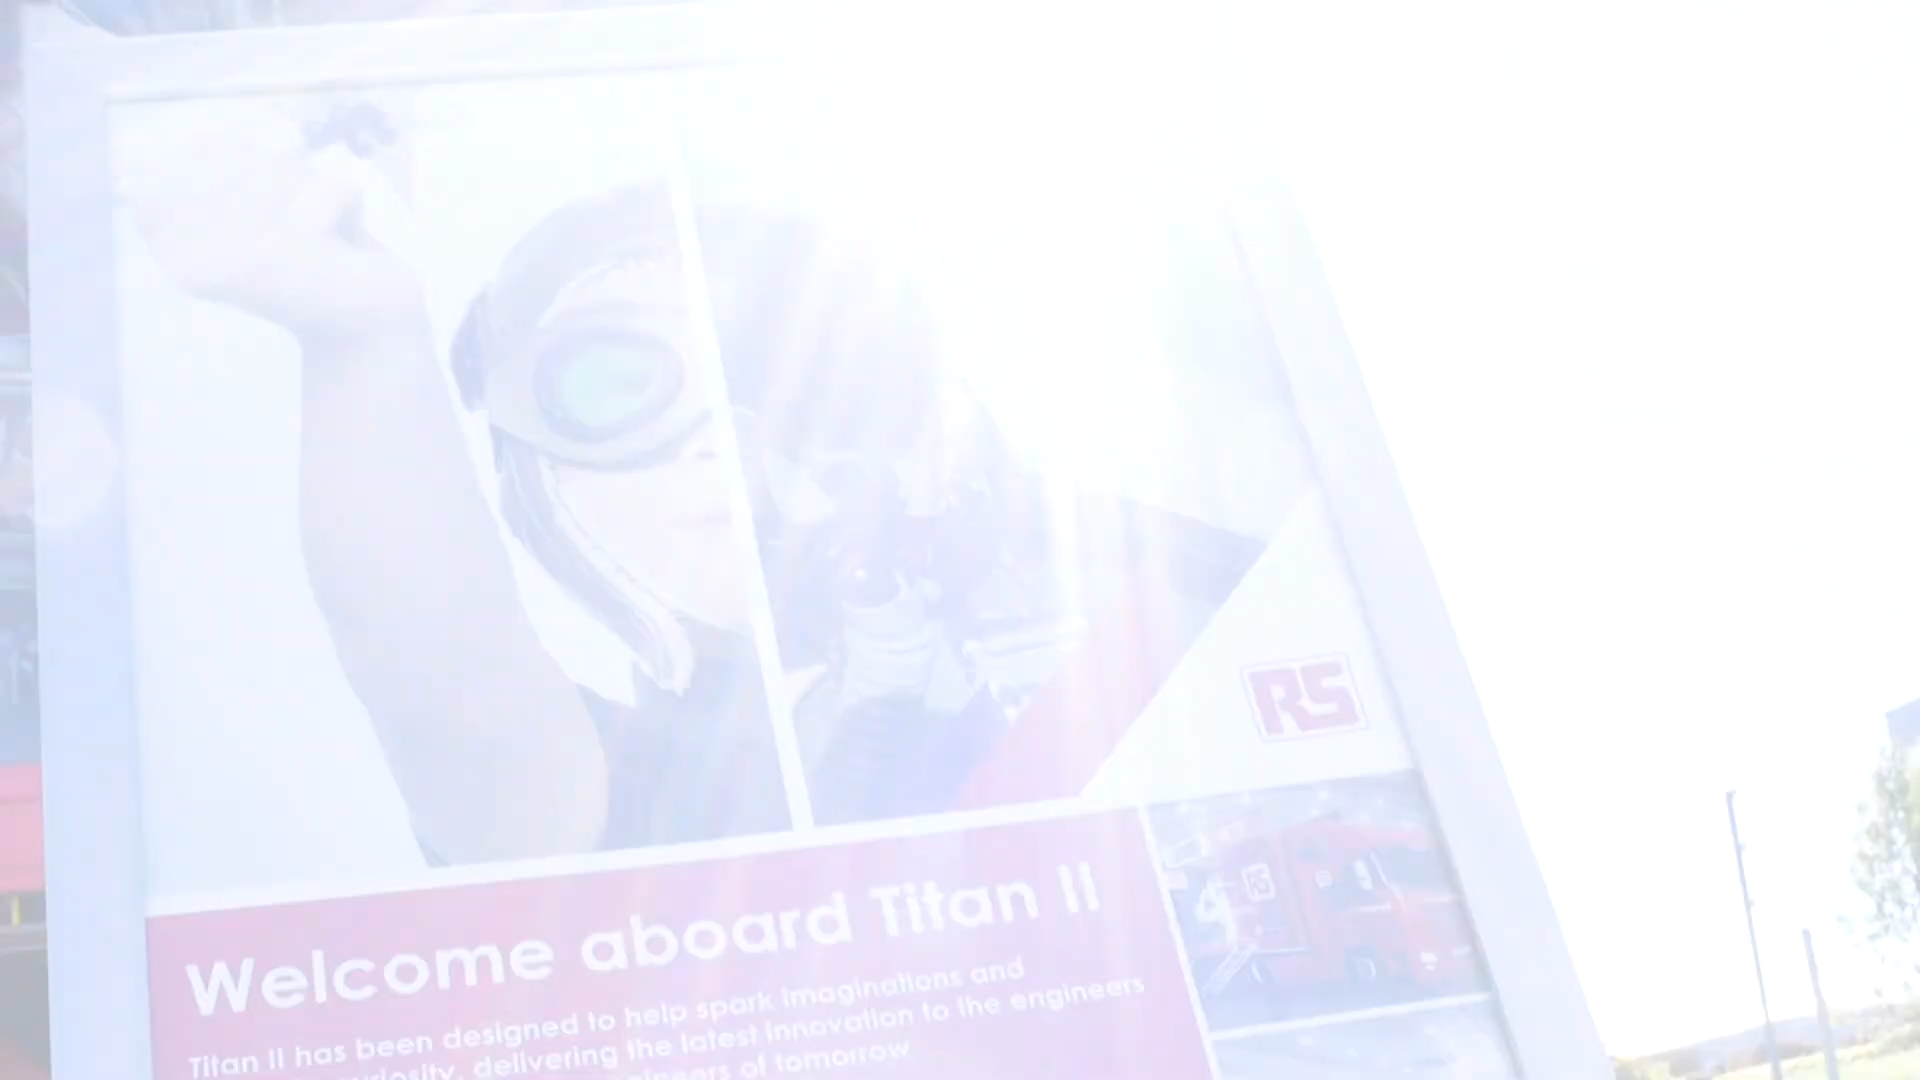 RS
RS
Welcome aboard Titan II
Titan II has been designed to help spark imaginations and
curiosity, delivering the latest innovation to the engineers
of tomorrow